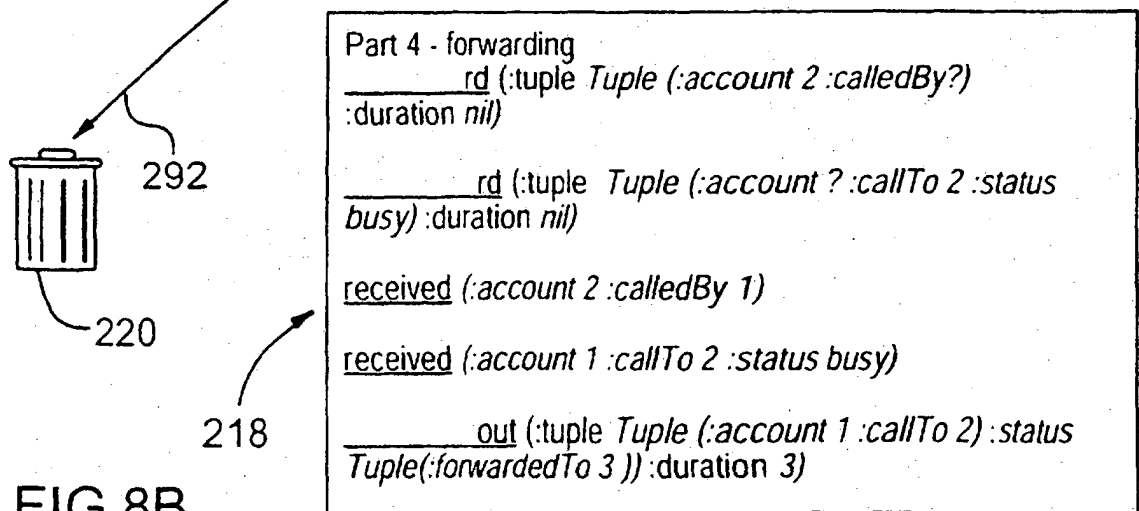 Part 4 - forwarding
rd (:tuple Tuple (:account 2 :calledBy?)
:duration nil)
rd (:tuple Tuple (:account ? :callTo 2 :status
busy) :duration nil)
received (:account 2 :calledBy 1)
received (:account 1 :callTo 2 :status busy)
out (:tuple Tuple (:account 1 :callTo 2) :status
Tuple(:forwardedTo 3 )) :duration 3)
292
220
218
FIG 8B